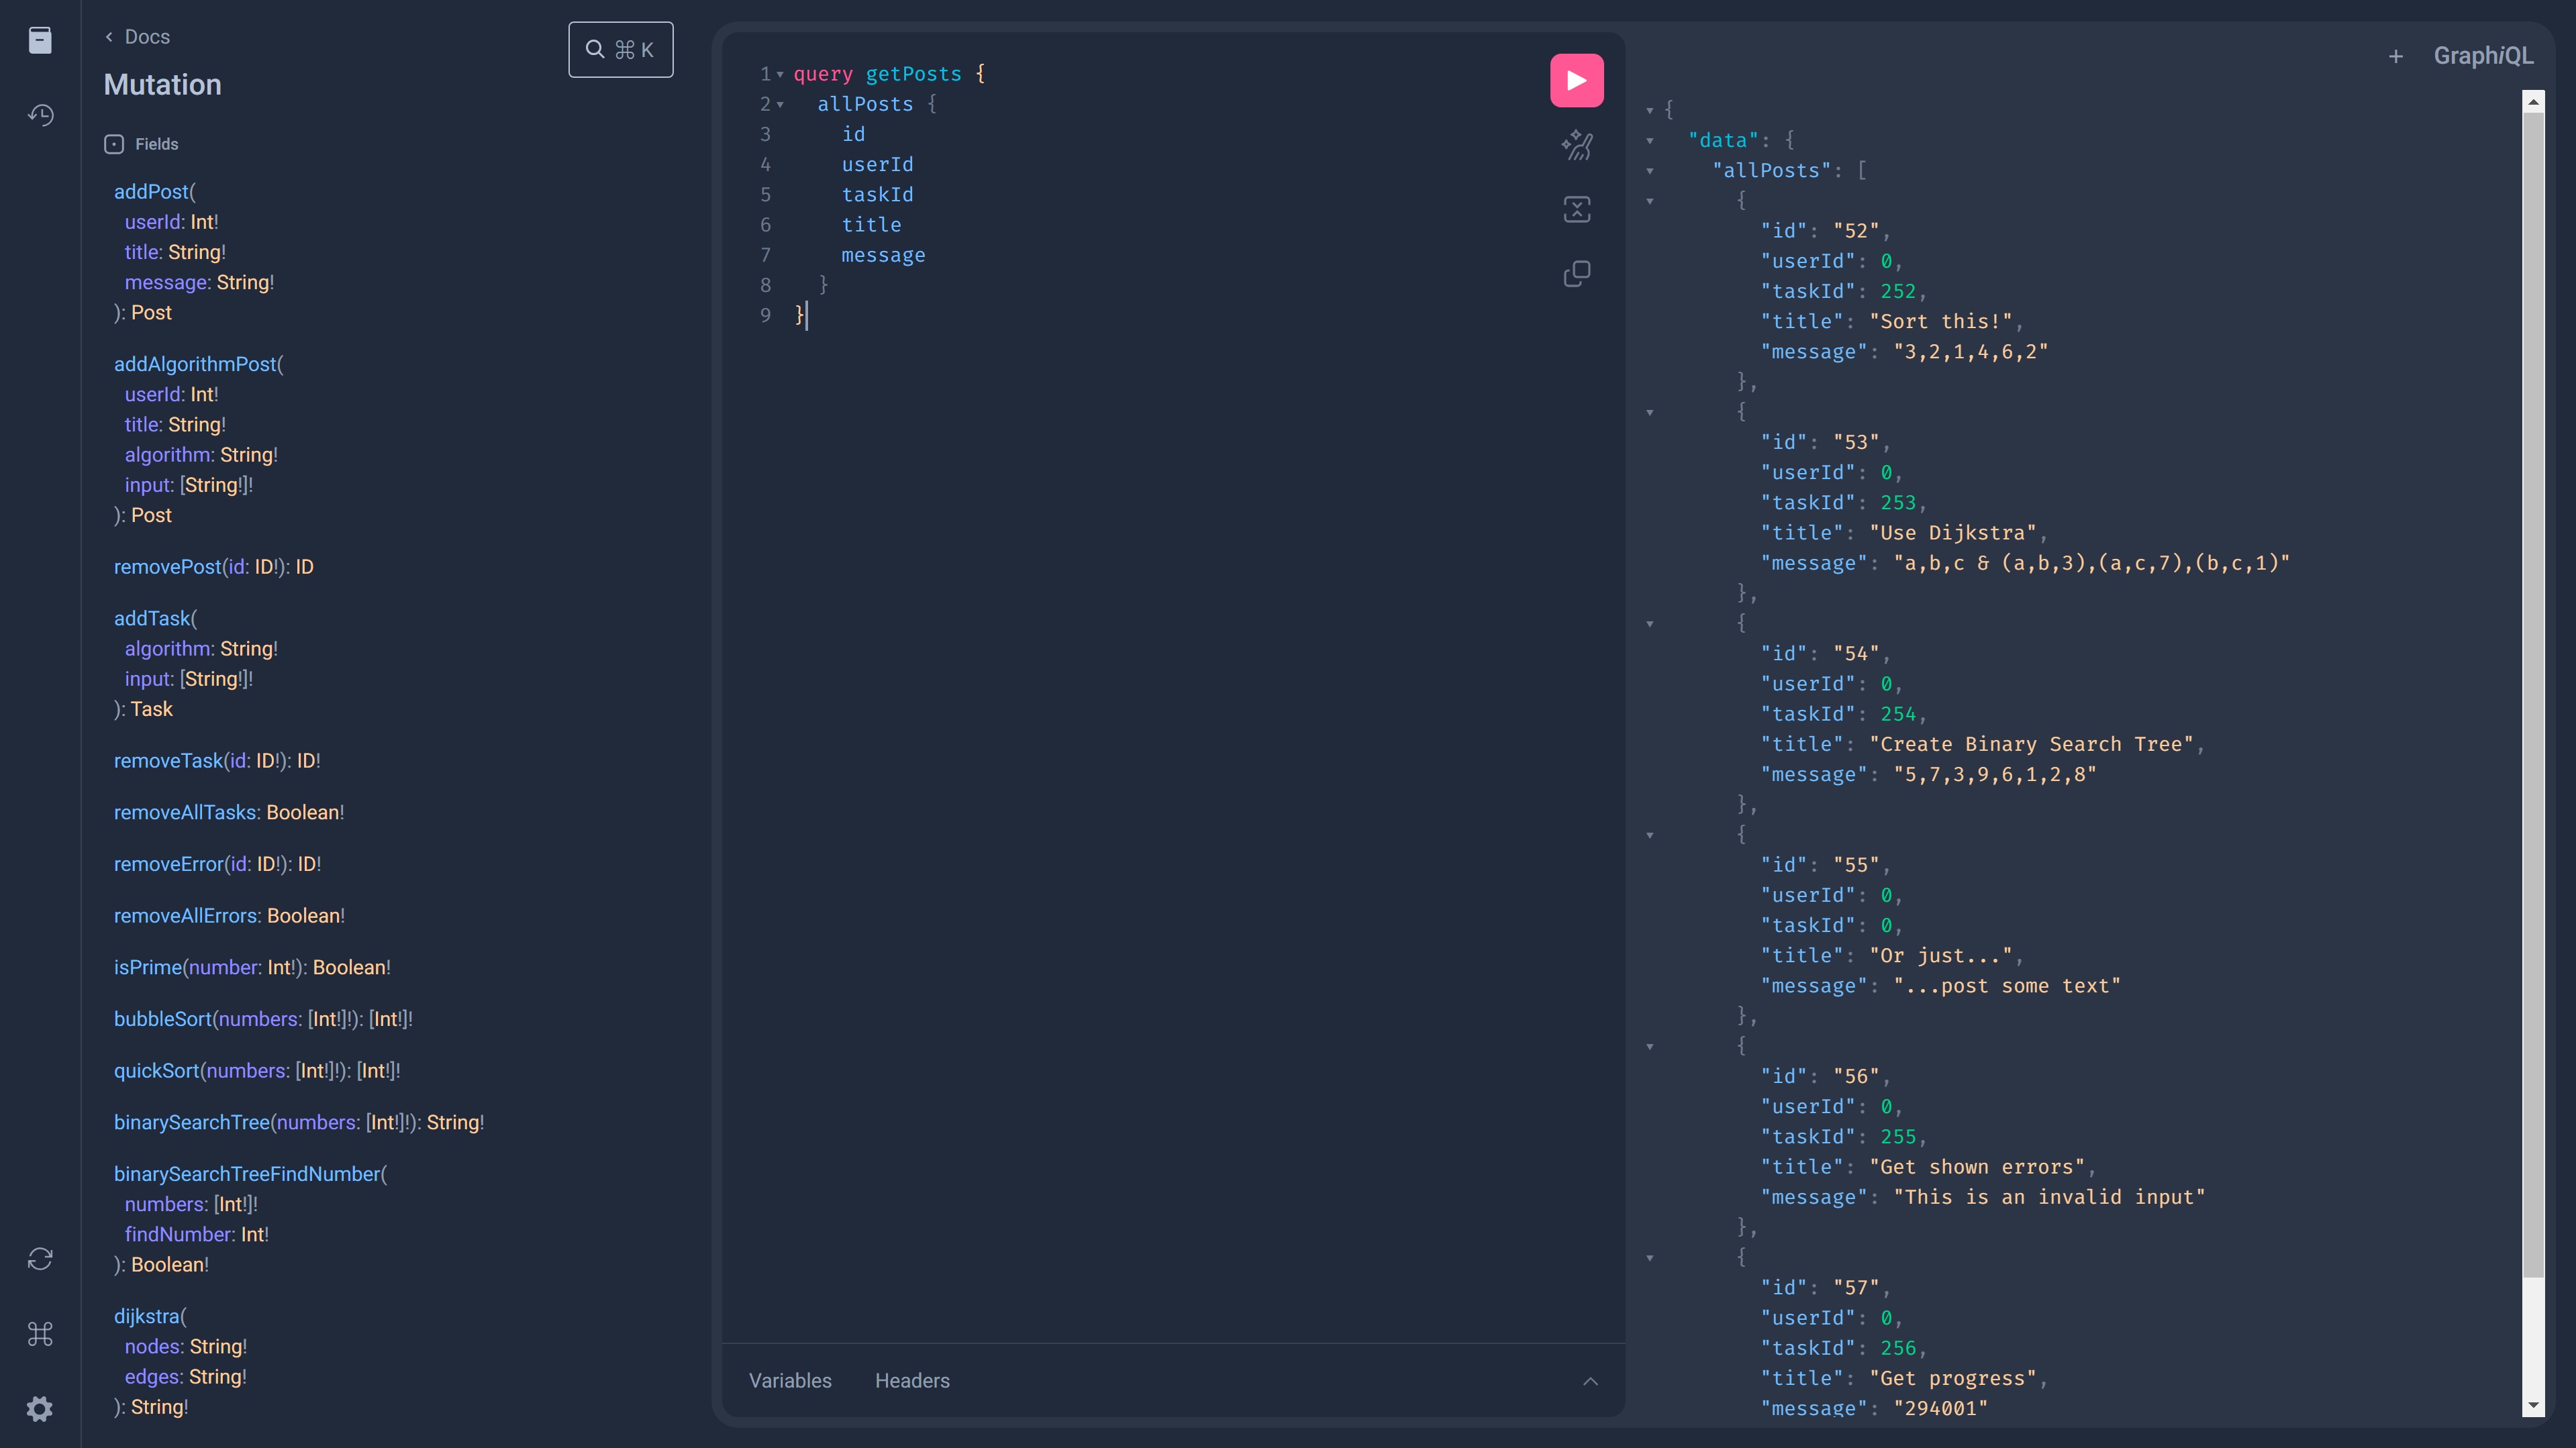 Docs
⌘ K
Mutation
Fields
addPost(
userId: Int!
title: String!
message: String!
): Post
addAlgorithmPost(
userId: Int!
title: String!
algorithm: String!
input: [String!]!
): Post
removePost(id: ID!): ID
addTask(
algorithm: String!
input: [String!]!
): Task
removeTask(id: ID!): ID!
removeAllTasks: Boolean!
removeError(id: ID!): ID!
removeAllErrors: Boolean!
isPrime(number: Int!): Boolean!
bubbleSort(numbers: [Int!]!): [Int!]!
quickSort(numbers: [Int!]!): [Int!]!
binarySearchTree(numbers: [Int!]!): String!
binarySearchTreeFindNumber(
numbers: [Int!]!
findNumber: Int!
): Boolean!
dijkstra(
nodes: String!
edges: String!
): String!
1 query getPosts {
2 allPosts {
3 id
4 userId
5 taskId
6 title
7 message
8 }
9 }
Variables Headers
+ GraphiQL
{
"data": {
"allPosts": [
{
"id": "52",
"userId": 0,
"taskId": 252,
"title": "Sort this!",
"message": "3,2,1,4,6,2"
},
{
"id": "53",
"userId": 0,
"taskId": 253,
"title": "Use Dijkstra",
"message": "a,b,c & (a,b,3),(a,c,7),(b,c,1)"
},
{
"id": "54",
"userId": 0,
"taskId": 254,
"title": "Create Binary Search Tree",
"message": "5,7,3,9,6,1,2,8"
},
{
"id": "55",
"userId": 0,
"taskId": 0,
"title": "Or just...",
"message": "...post some text"
},
{
"id": "56",
"userId": 0,
"taskId": 255,
"title": "Get shown errors",
"message": "This is an invalid input"
},
{
"id": "57",
"userId": 0,
"taskId": 256,
"title": "Get progress",
"message": "294001"